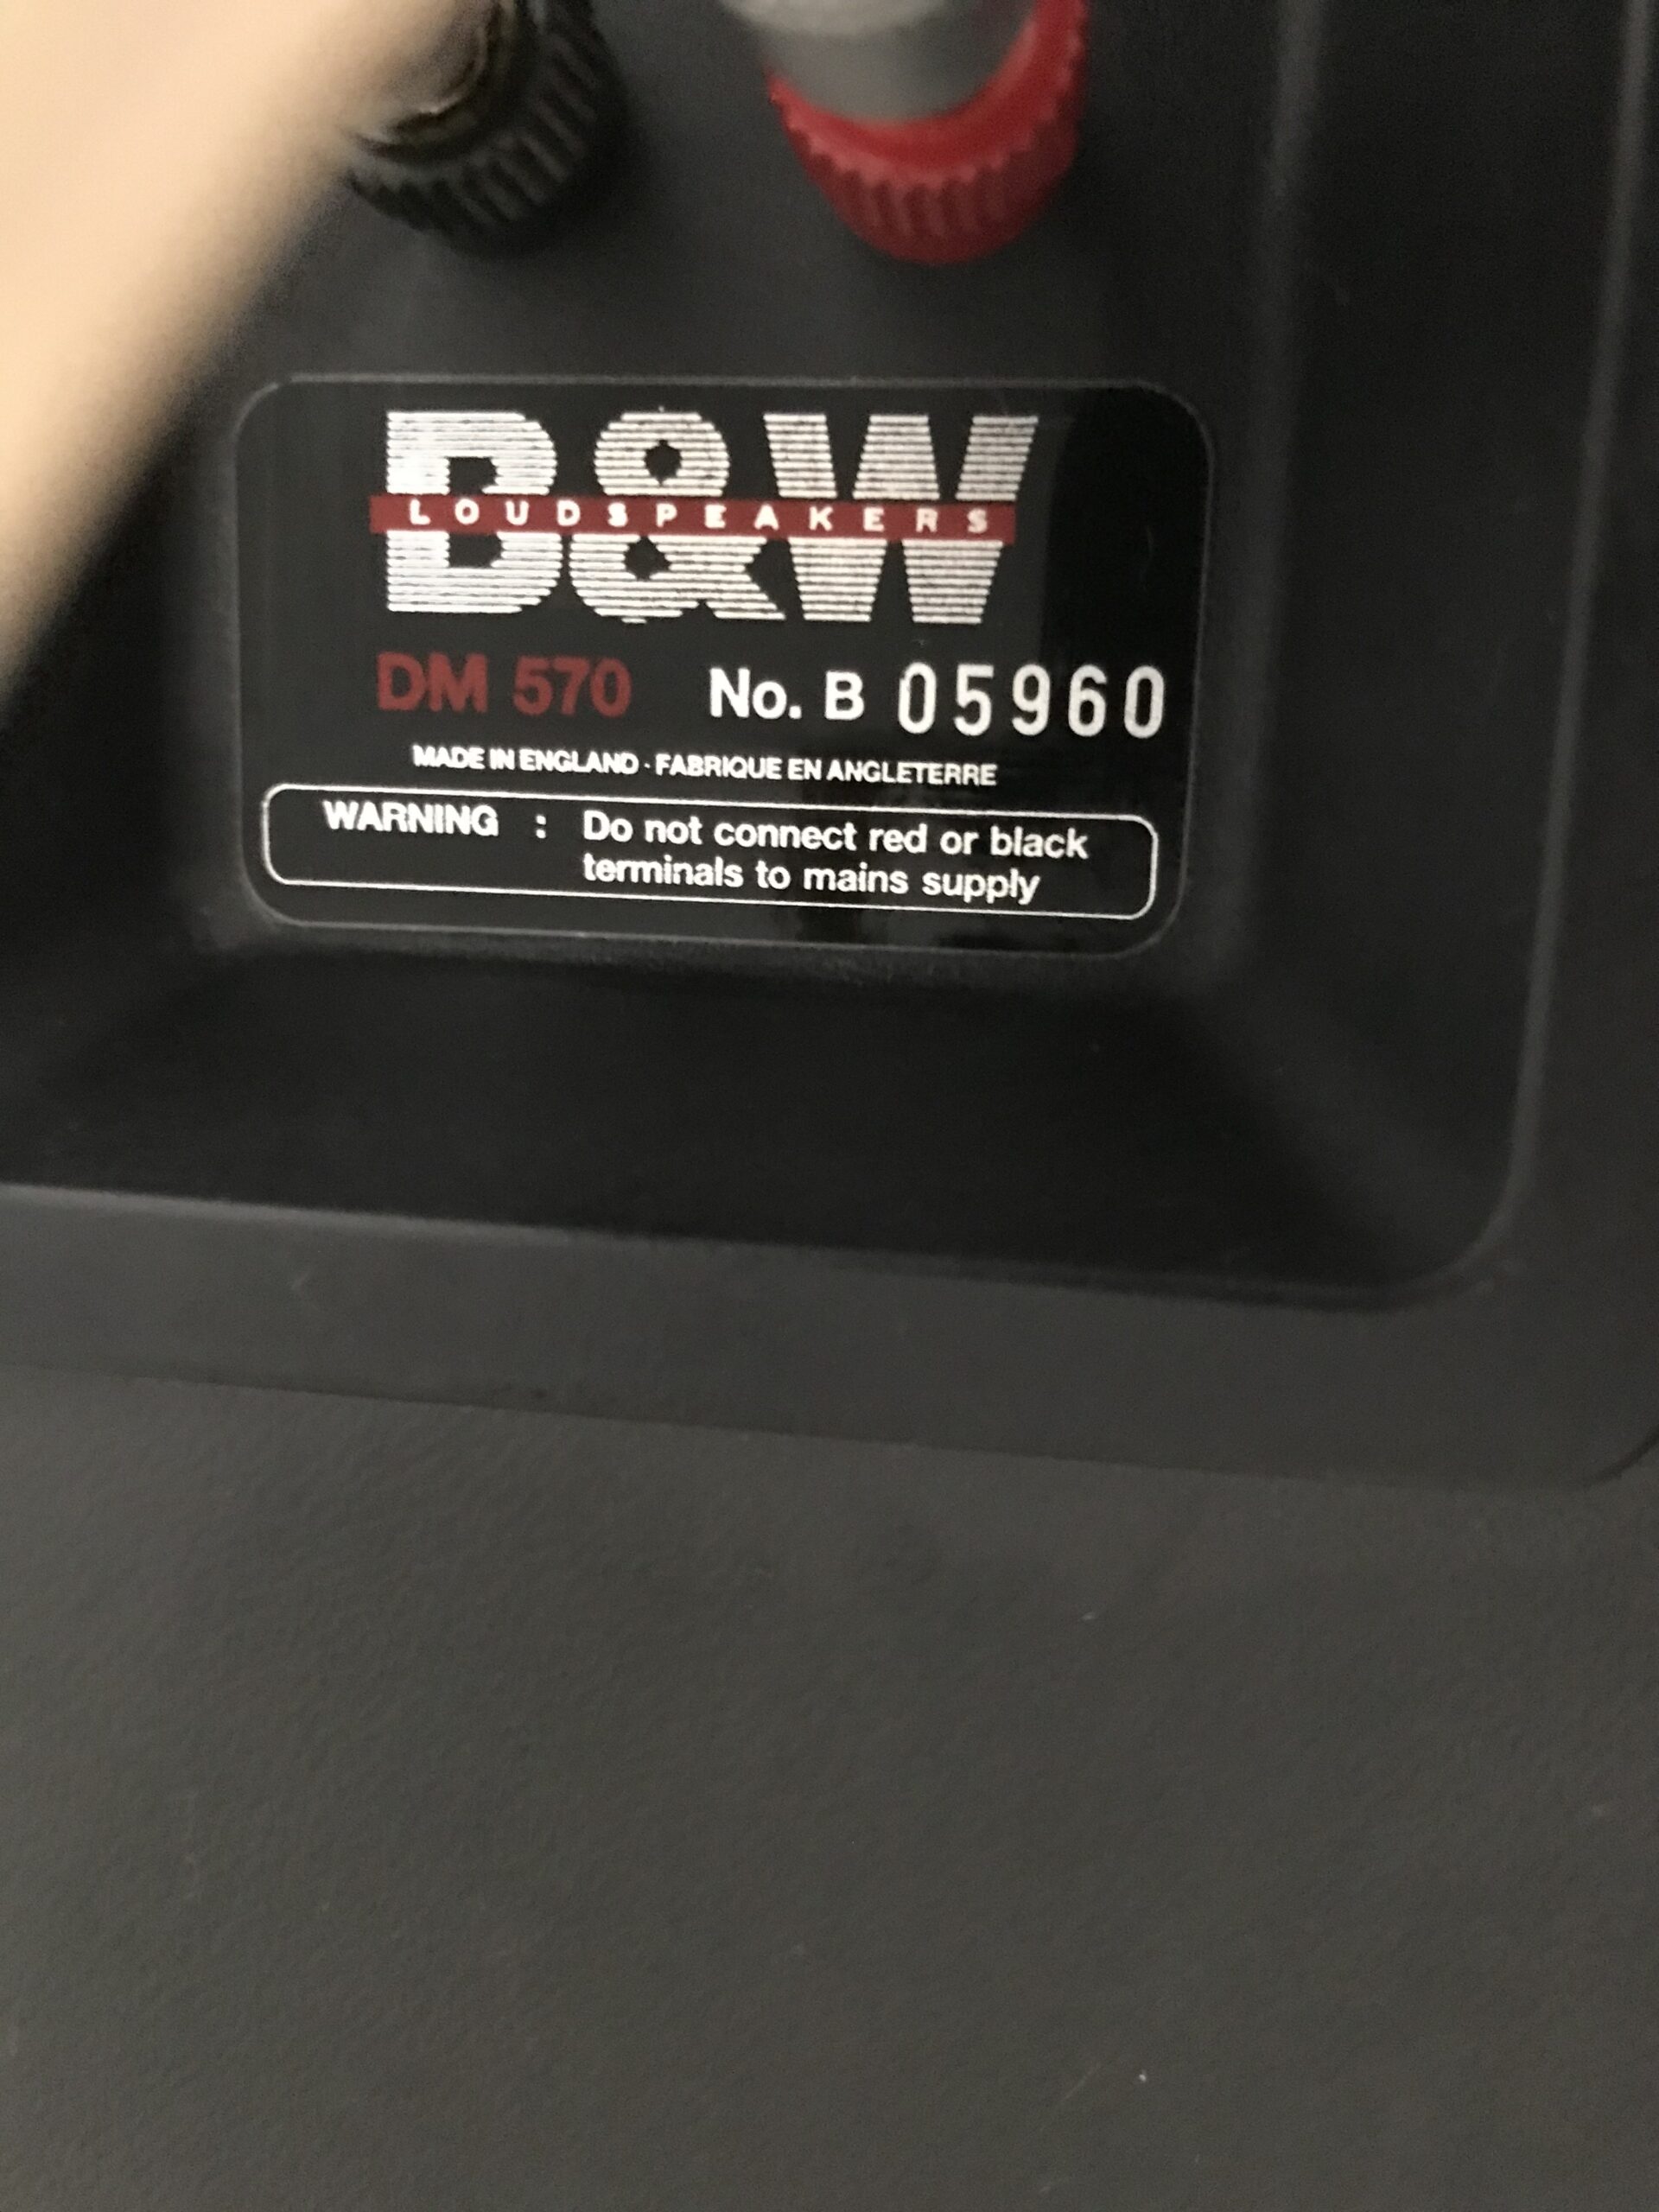 B&W
LOUDSPEAKERS
DM 570 No. B 05960
MADE IN ENGLAND · FABRIQUE EN ANGLETERRE
WARNING : Do not connect red or black
terminals to mains supply